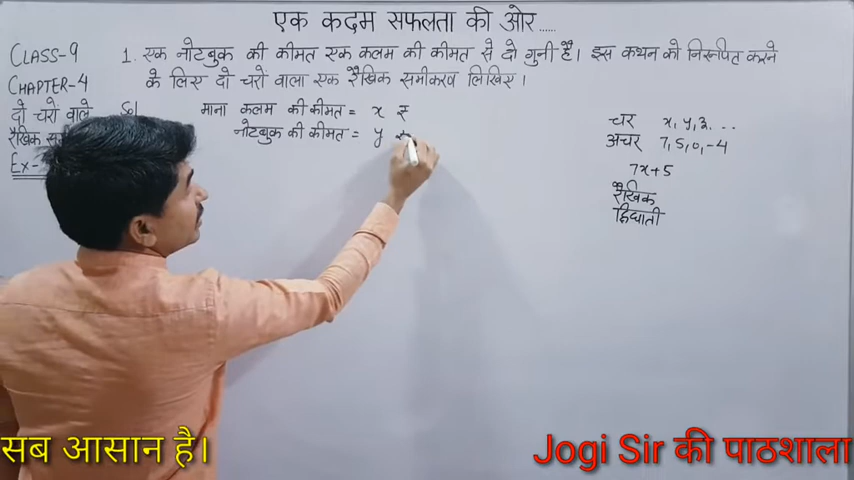 एक कदम सफलता की ओर......
CLASS-9
CHAPTER-4
दो चरों वाले
रैखिक
Ex-
1. एक नोटबुक की कीमत एक कलम की कीमत से दो गुनी है। इस कथन को निरूपित करने
के लिए दो चरों वाला एक रैखिक समीकरण लिखिए।
Sol
माना कलम की कीमत = x रु
नोटबुक की कीमत = y
चर x, y, z, ...
अचर 7, 5, 0, -4
7x+5
रैखिक
द्विघाती
सब आसान है।
Jogi Sir की पाठशाला